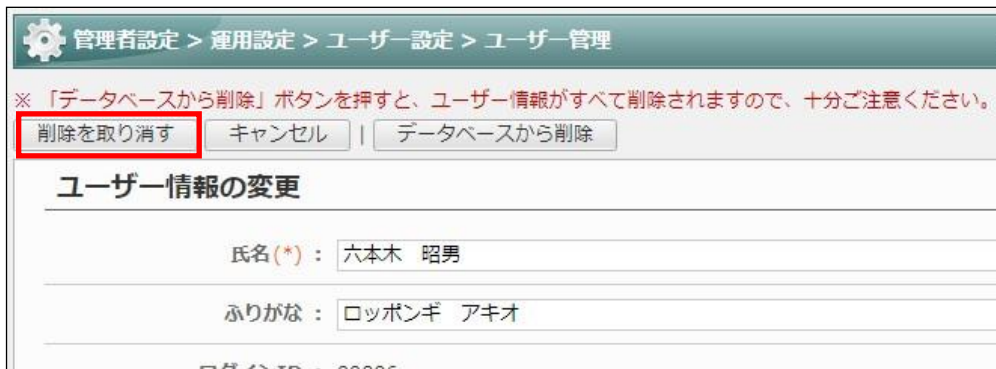 管理者設定 > 運用設定 > ユーザー設定 > ユーザー管理
※ 「データベースから削除」ボタンを押すと、ユーザー情報がすべて削除されますので、十分ご注意ください。
削除を取り消す キャンセル | データベースから削除
ユーザー情報の変更
氏名(*) : 六本木 昭男
ふりがな : ロッポンギ アキオ
ログインID :